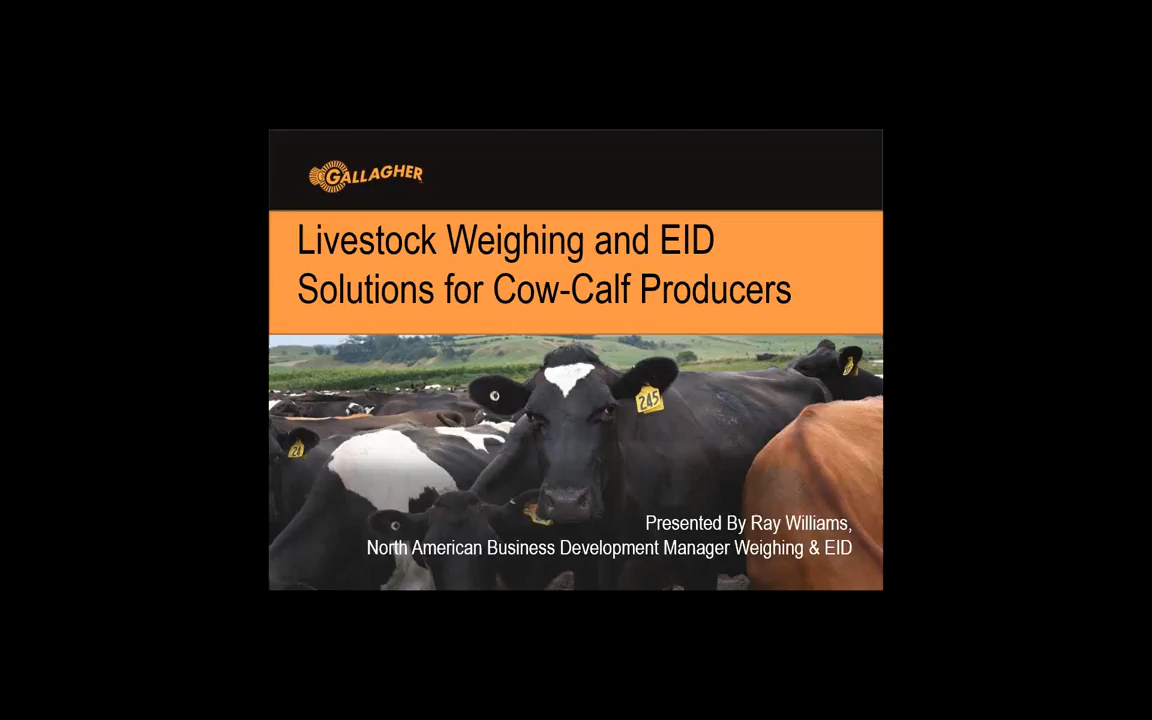 GALLAGHER
Livestock Weighing and EID
Solutions for Cow-Calf Producers
245
Presented By Ray Williams,
North American Business Development Manager Weighing & EID